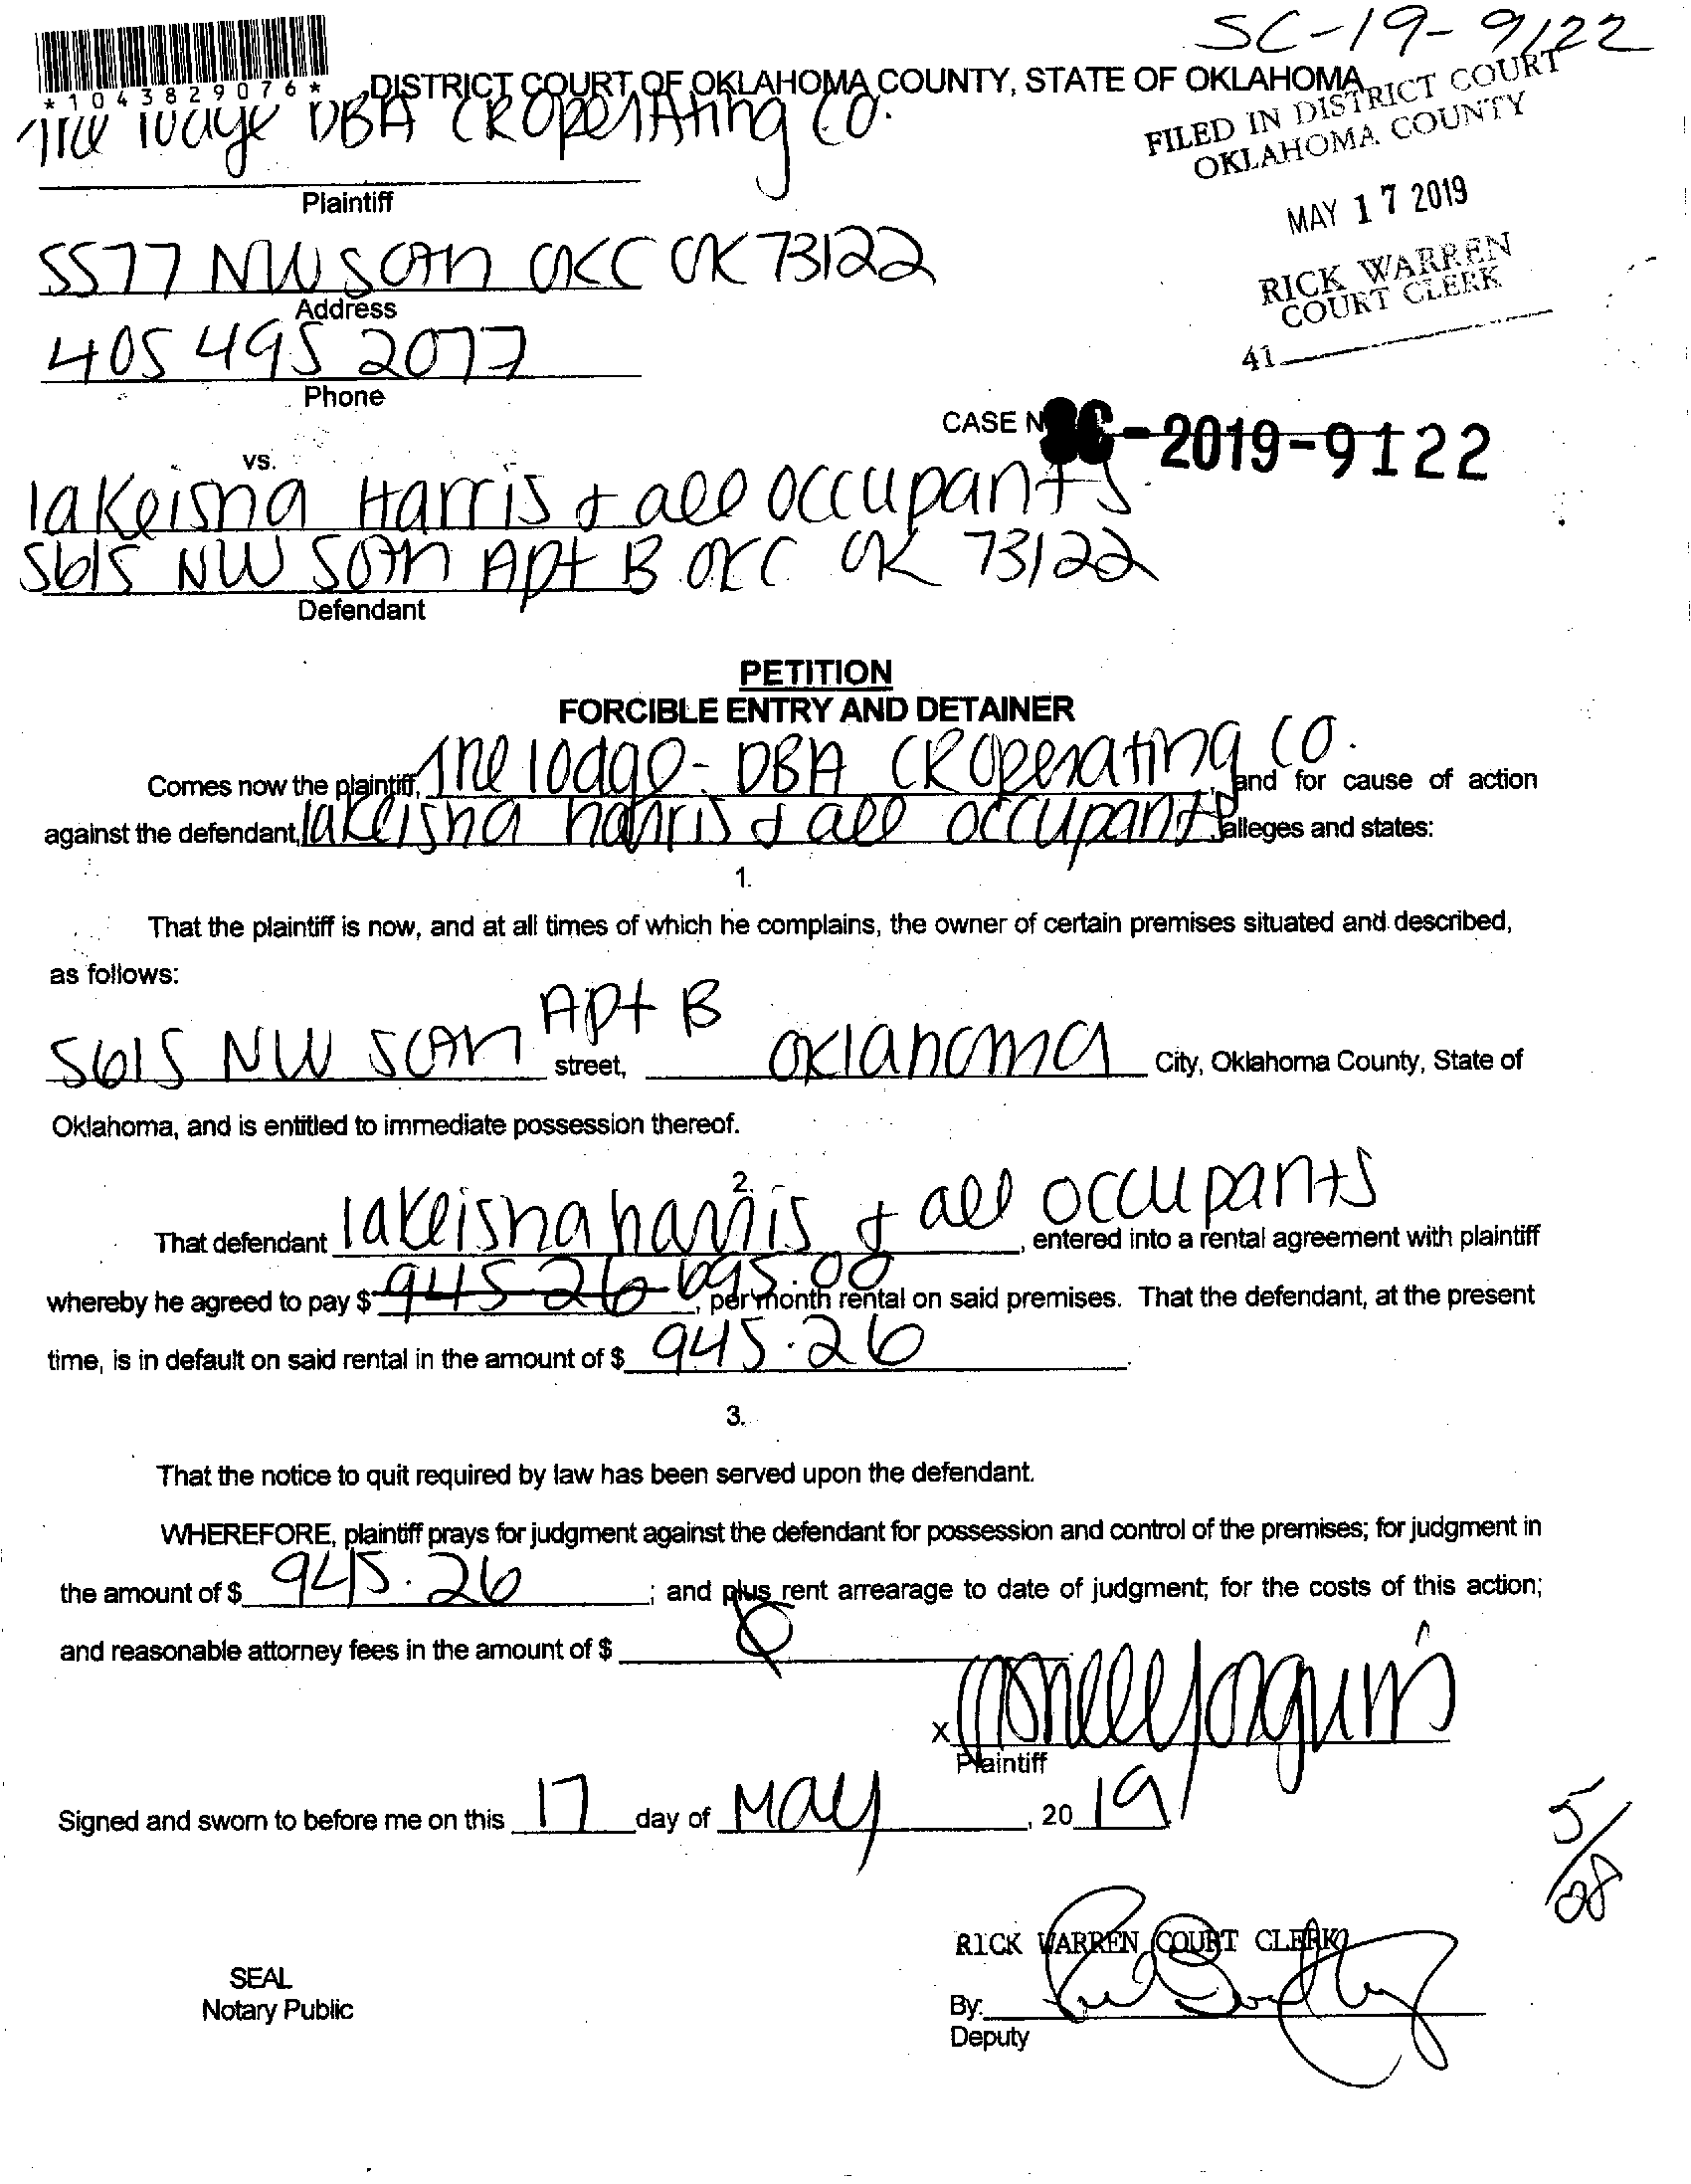 SC-19-9122
*1043829076*
DISTRICT COURT OF OKLAHOMA COUNTY, STATE OF OKLAHOMA
FILED IN DISTRICT COURT
OKLAHOMA COUNTY
The lodge DBA CROperating Co.
Plaintiff
MAY 17 2019
5577 NW 50th OKC OK 73122
RICK WARREN
COURT CLERK
Address
405 495 2077
41
Phone
CASE N SC-2019-9122
vs.
lakeisha Harris & all occupants
5615 NW 50th Apt B OKC OK 73122
Defendant
PETITION
FORCIBLE ENTRY AND DETAINER
Comes now the plaintiff, The lodge- DBA CROperating CO. and for cause of action
against the defendant, lakeisha harris & all occupants alleges and states:
1.
That the plaintiff is now, and at all times of which he complains, the owner of certain premises situated and described,
as follows:
5615 NW 50th Apt B street, Oklahoma City, Oklahoma County, State of
Oklahoma, and is entitled to immediate possession thereof.
2.
That defendant lakeisha harris & all occupants, entered into a rental agreement with plaintiff
whereby he agreed to pay $ 945 26 695.00, per month rental on said premises. That the defendant, at the present
time, is in default on said rental in the amount of $ 945.26.
3.
That the notice to quit required by law has been served upon the defendant.
WHEREFORE, plaintiff prays for judgment against the defendant for possession and control of the premises; for judgment in
the amount of $ 945.26; and plus rent arrearage to date of judgment; for the costs of this action;
and reasonable attorney fees in the amount of $
X
Plaintiff
Signed and sworn to before me on this 17 day of May, 2019
5/28
RICK WARREN COURT CLERK
SEAL
Notary Public
By:
Deputy